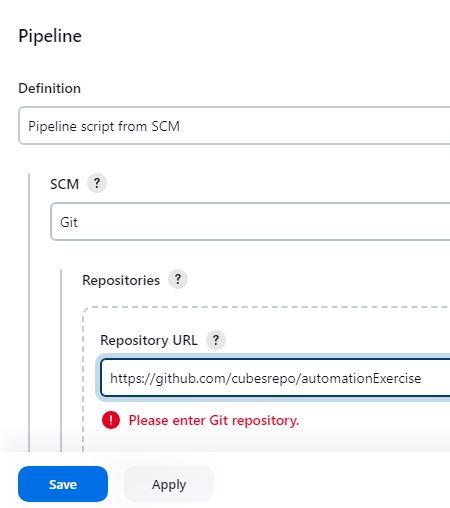 Pipeline
Definition
Pipeline script from SCM
SCM ?
Git
Repositories ?
Repository URL ?
https://github.com/cubesrepo/automationExercise
! Please enter Git repository.
Save Apply